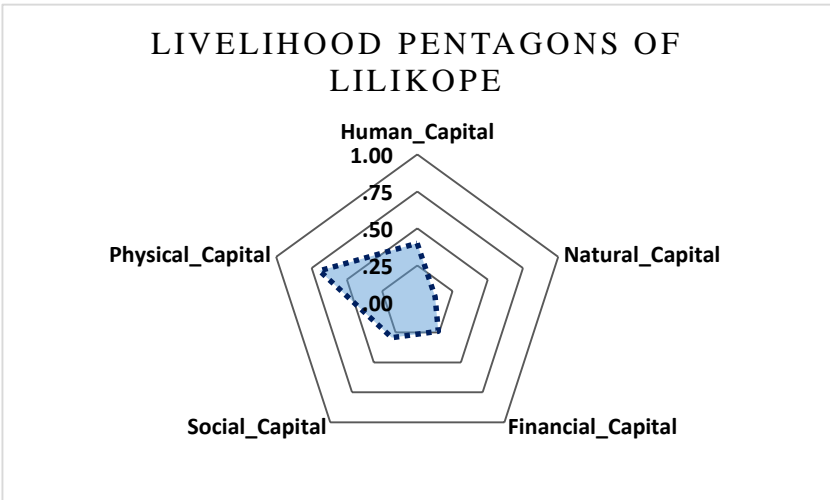 LIVELIHOOD PENTAGONS OF
LILIKOPE
Human_Capital
1.00
.75
.50
.25
.00
Physical_Capital
Natural_Capital
Social_Capital
Financial_Capital